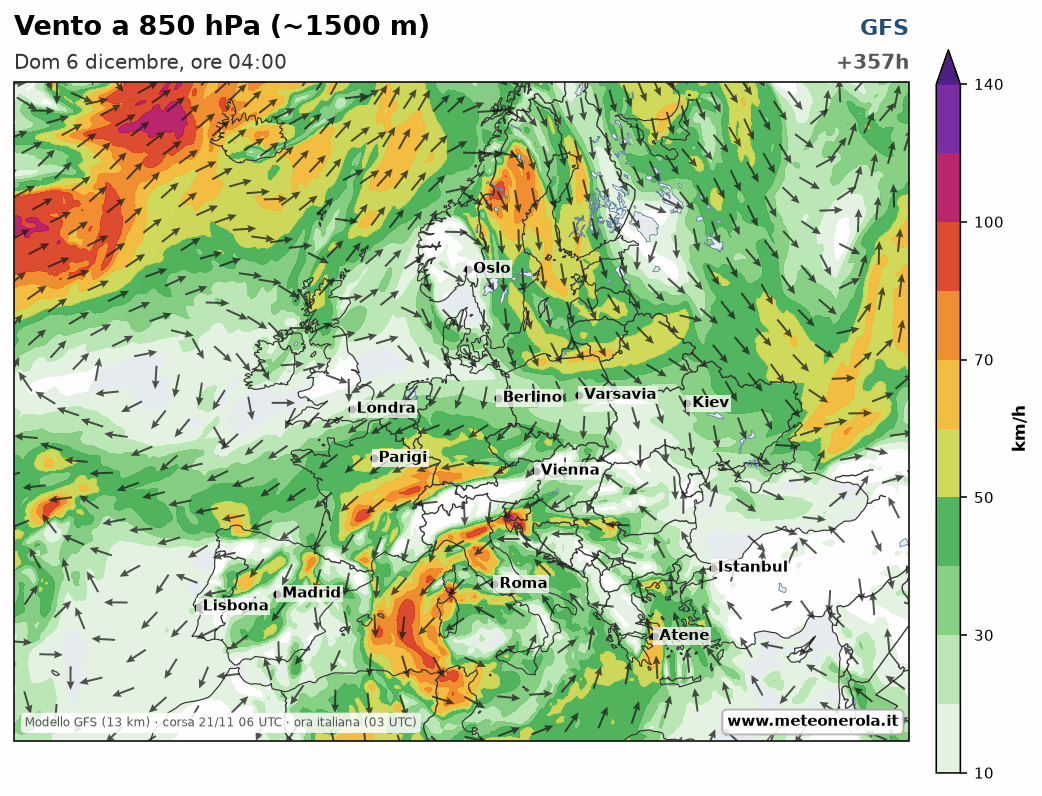 Vento a 850 hPa (~1500 m)
GFS
Dom 6 dicembre, ore 04:00
+357h
140
100
70
50
30
10
km/h
Oslo
Berlino
Varsavia
Londra
Kiev
Parigi
Vienna
Istanbul
Roma
Madrid
Lisbona
Atene
Modello GFS (13 km) · corsa 21/11 06 UTC · ora italiana (03 UTC)
www.meteonerola.it